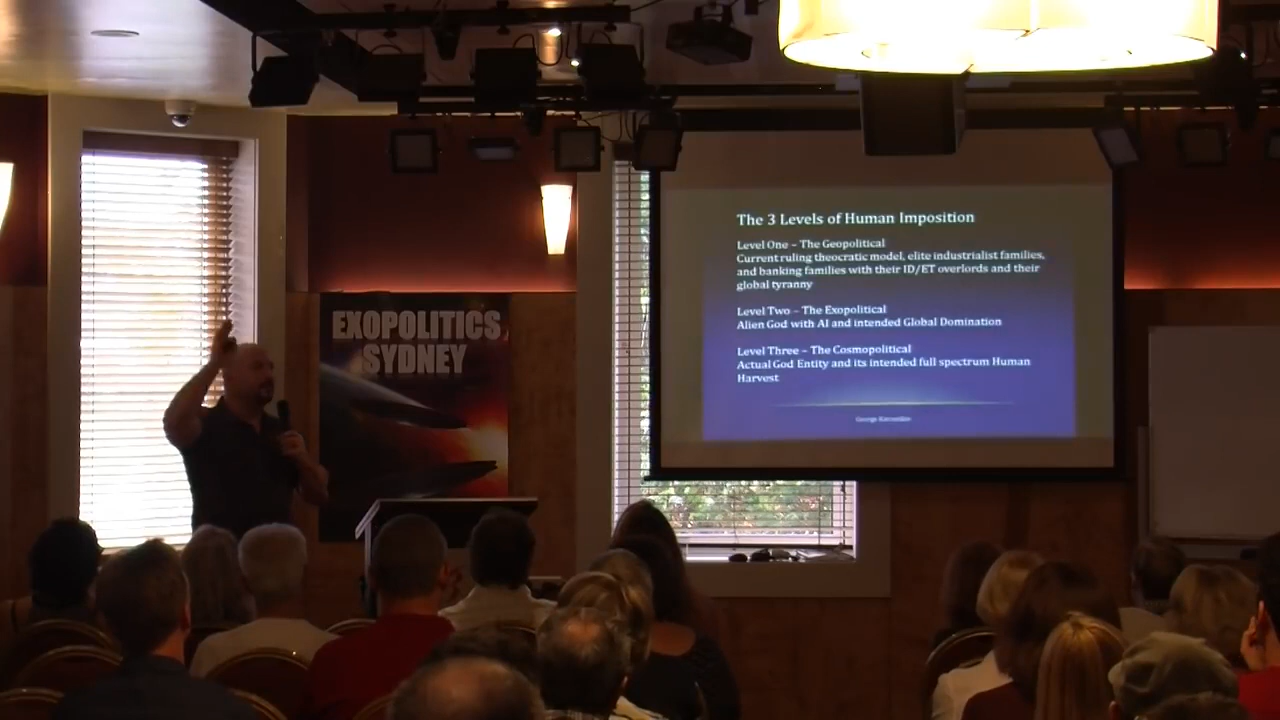 EXOPOLITICS
SYDNEY
The 3 Levels of Human Imposition
Level One – The Geopolitical
Current ruling theocratic model, elite industrialist families,
and banking families with their ID/ET overlords and their
global tyranny
Level Two – The Exopolitical
Alien God with AI and intended Global Domination
Level Three – The Cosmopolitical
Actual God Entity and its intended full spectrum Human
Harvest
George